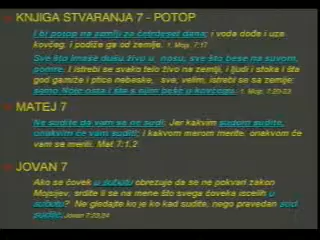 KNJIGA STVARANJA 7 - POTOP
I bj potop na zemlji za četrdeset dana; i voda dođe i uze
kovčeg, i podiže ga od zemlje. 1. Mojs. 7:17
Sve što imaše dušu živu u nosu, sve što beše na suvom,
pomre. I istrebi se svako telo živo na zemlji, i ljudi i stoka i šta
god gamiže i ptice nebeske, sve, velim, istrebi se sa zemlje;
samo Noje osta i šta s njim beše u kovčegu. 1. Mojs. 7:20-23
MATEJ 7
Ne sudite da vam se ne sudi; Jer kakvim sudom sudite,
onakvim će vam suditi; I kakvom merom merite onakvom će
vam se meriti. Mat 7:1,2
JOVAN 7
Ako se čovek u subotu obrezuje da se ne pokvari zakon
Mojsijev, srdite li se na mene što svega čoveka iscelih u
subotu? Ne gledajte ko je ko kad sudite, nego pravedan sud
sudite. Jovan 7:23,24